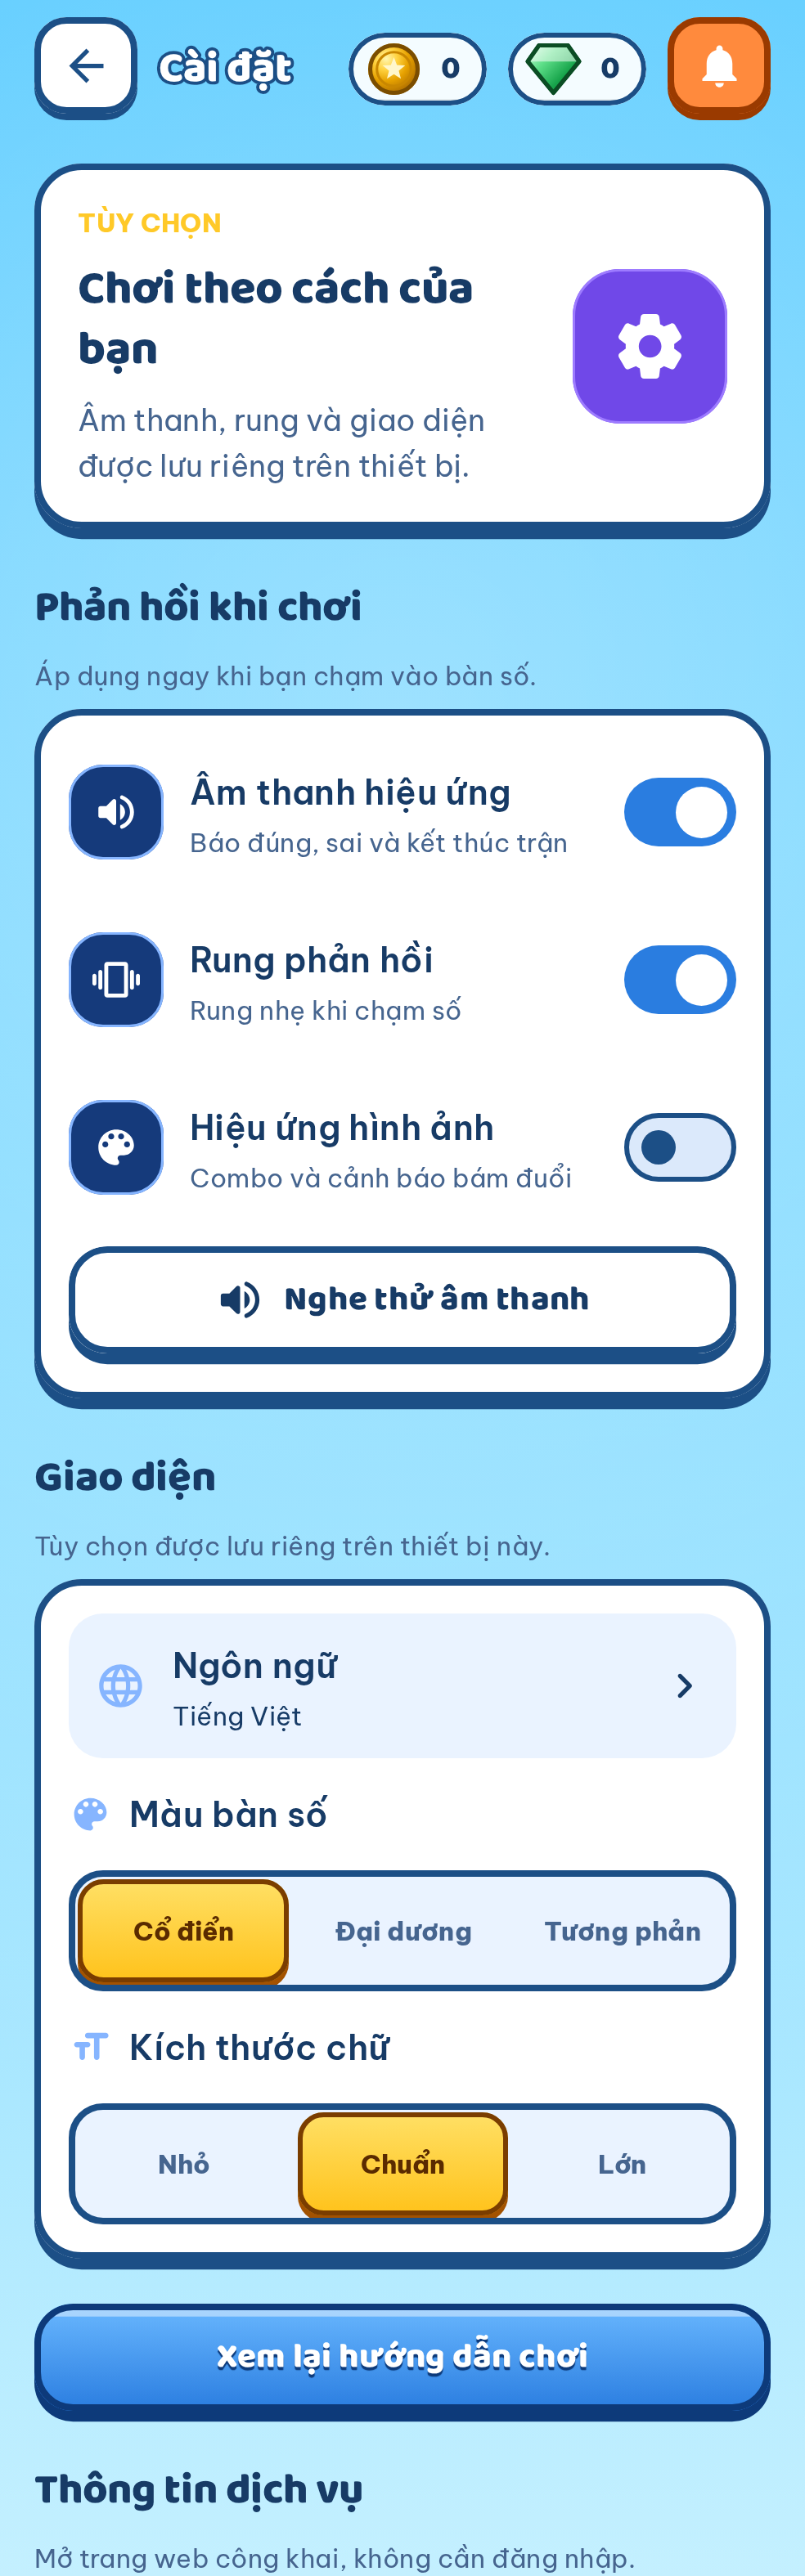 Cài đặt
0
0
TÙY CHỌN
Chơi theo cách của
bạn
Âm thanh, rung và giao diện
được lưu riêng trên thiết bị.
Phản hồi khi chơi
Áp dụng ngay khi bạn chạm vào bàn số.
Âm thanh hiệu ứng
Báo đúng, sai và kết thúc trận
Rung phản hồi
Rung nhẹ khi chạm số
Hiệu ứng hình ảnh
Combo và cảnh báo bám đuổi
Nghe thử âm thanh
Giao diện
Tùy chọn được lưu riêng trên thiết bị này.
Ngôn ngữ
Tiếng Việt
Màu bàn số
Cổ điển
Đại dương
Tương phản
Kích thước chữ
Nhỏ
Chuẩn
Lớn
Xem lại hướng dẫn chơi
Thông tin dịch vụ
Mở trang web công khai, không cần đăng nhập.